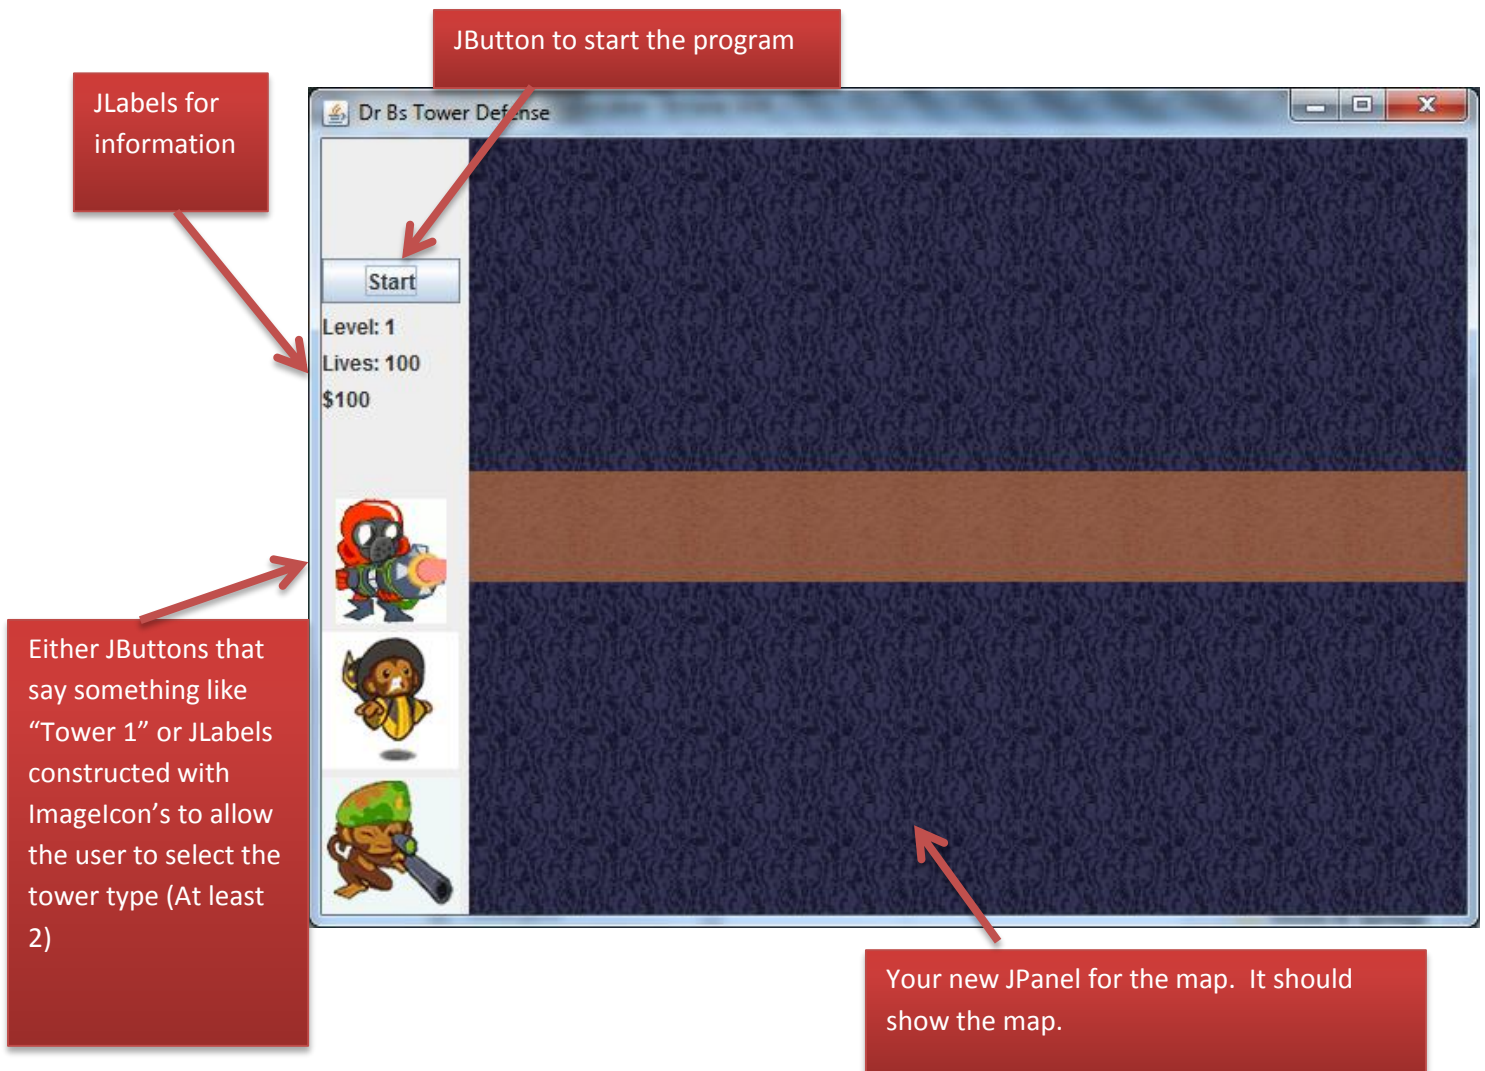 JButton to start the program
JLabels for
information
Dr Bs Tower Defense
Start
Level: 1
Lives: 100
$100
Either JButtons that
say something like
“Tower 1” or JLabels
constructed with
ImageIcon’s to allow
the user to select the
tower type (At least
2)
Your new JPanel for the map.  It should
show the map.